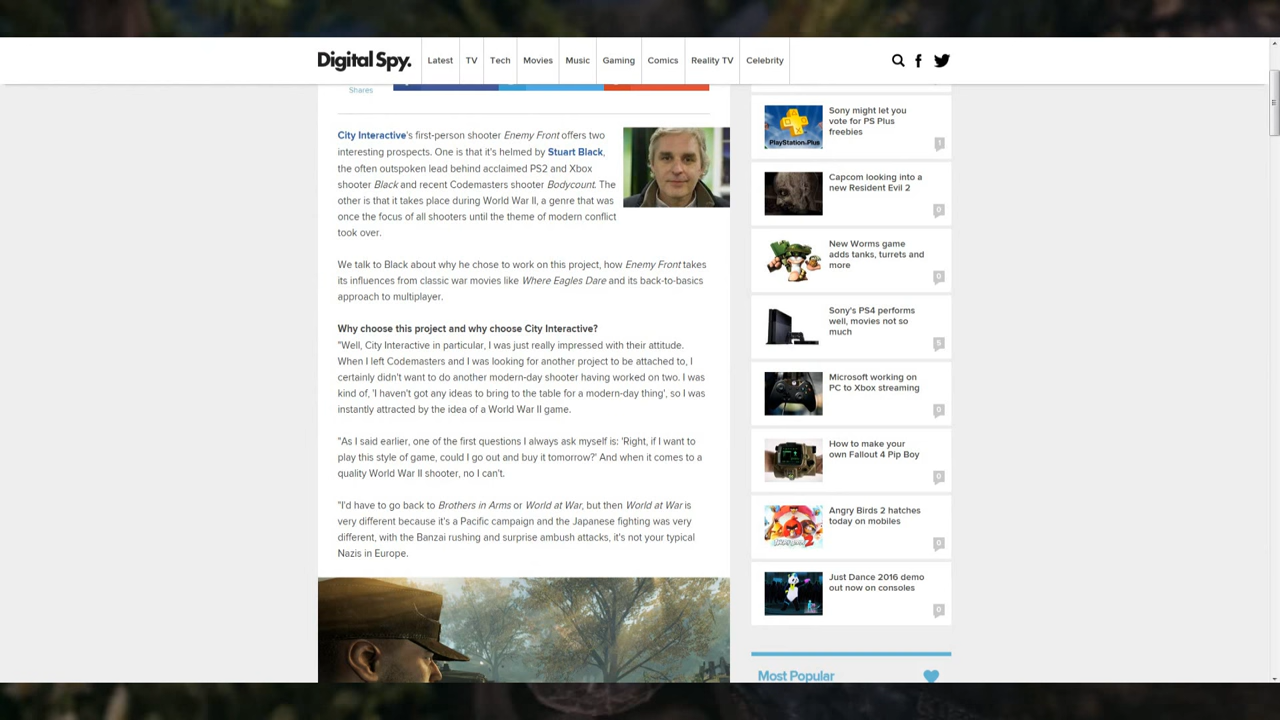 Digital Spy.
Latest
TV
Tech
Movies
Music
Gaming
Comics
Reality TV
Celebrity
Shares
City Interactive's first-person shooter Enemy Front offers two
interesting prospects. One is that it's helmed by Stuart Black,
the often outspoken lead behind acclaimed PS2 and Xbox
shooter Black and recent Codemasters shooter Bodycount. The
other is that it takes place during World War II, a genre that was
once the focus of all shooters until the theme of modern conflict
took over.
We talk to Black about why he chose to work on this project, how Enemy Front takes
its influences from classic war movies like Where Eagles Dare and its back-to-basics
approach to multiplayer.
Why choose this project and why choose City Interactive?
"Well, City Interactive in particular, I was just really impressed with their attitude.
When I left Codemasters and I was looking for another project to be attached to, I
certainly didn't want to do another modern-day shooter having worked on two. I was
kind of, 'I haven't got any ideas to bring to the table for a modern-day thing', so I was
instantly attracted by the idea of a World War II game.
"As I said earlier, one of the first questions I always ask myself is: 'Right, if I want to
play this style of game, could I go out and buy it tomorrow?' And when it comes to a
quality World War II shooter, no I can't.
"I'd have to go back to Brothers in Arms or World at War, but then World at War is
very different because it's a Pacific campaign and the Japanese fighting was very
different, with the Banzai rushing and surprise ambush attacks, it's not your typical
Nazis in Europe.
Sony might let you
vote for PS Plus
freebies
PlayStation Plus
1
Capcom looking into a
new Resident Evil 2
0
New Worms game
adds tanks, turrets and
more
0
Sony's PS4 performs
well, movies not so
much
5
Microsoft working on
PC to Xbox streaming
0
How to make your
own Fallout 4 Pip Boy
0
Angry Birds 2 hatches
today on mobiles
0
Just Dance 2016 demo
out now on consoles
0
Most Popular